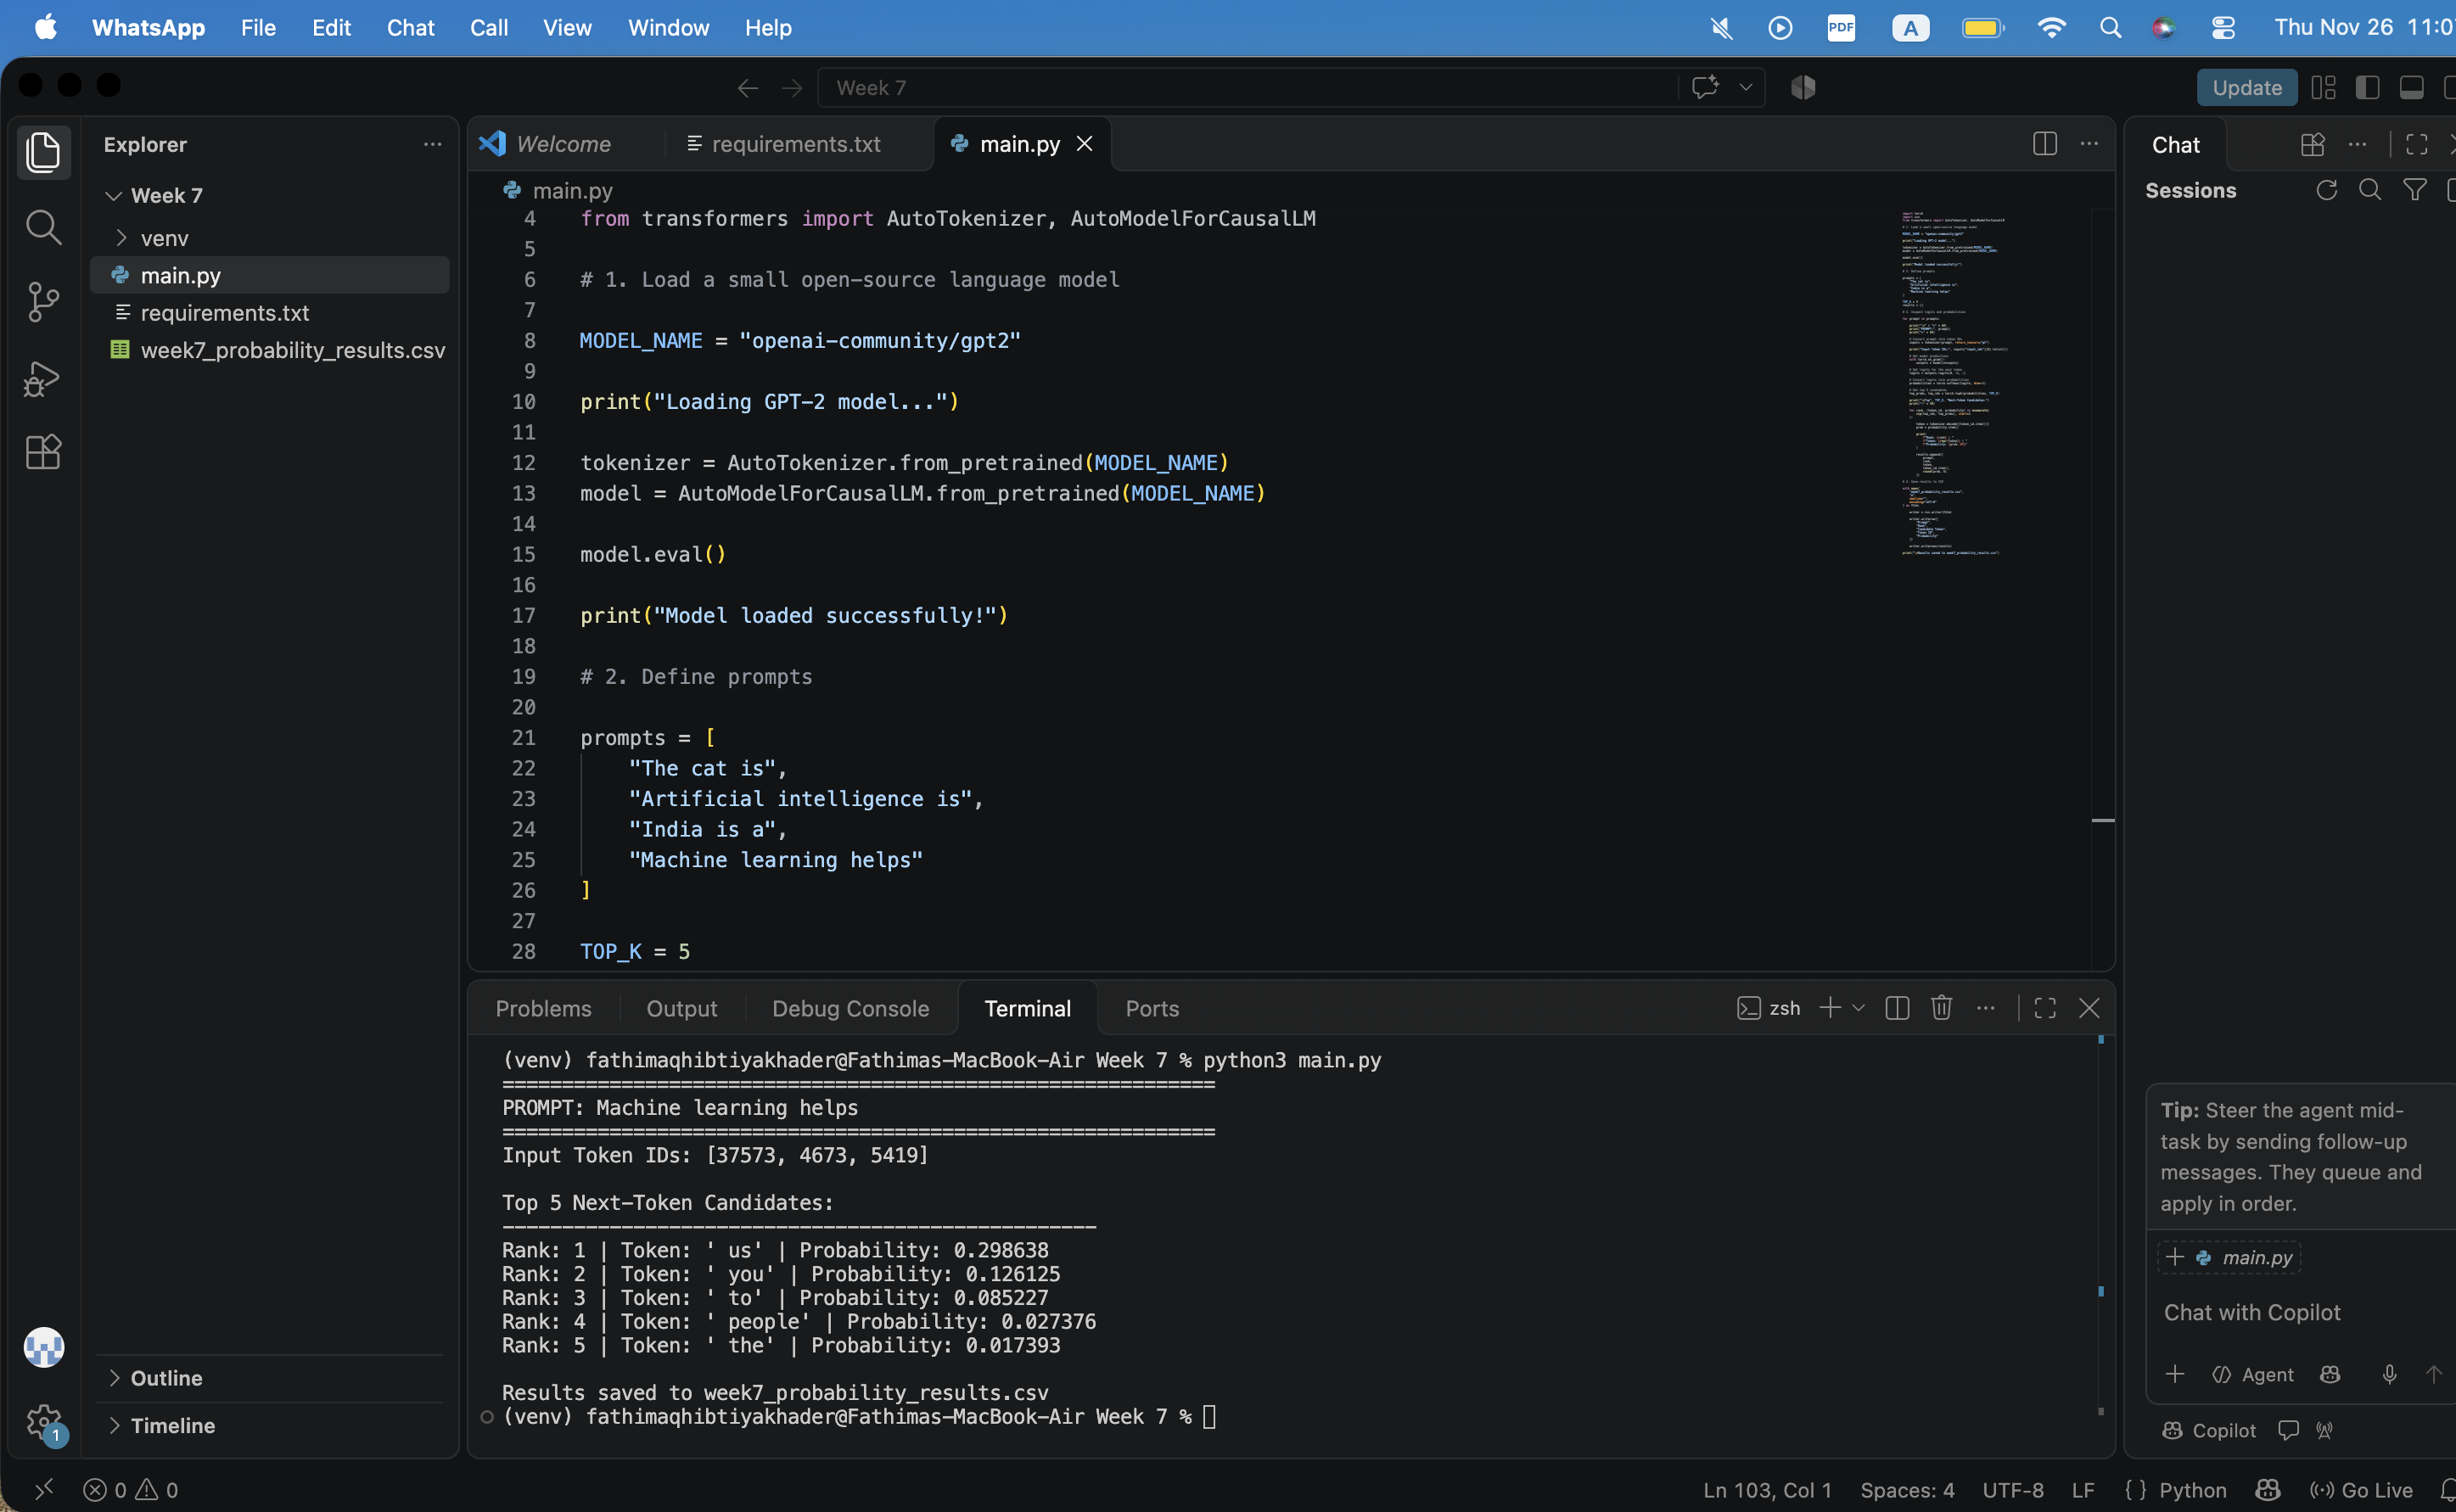 WhatsApp File Edit Chat Call View Window Help PDF A Thu Nov 26 11:0
Week 7
Update
Explorer
Week 7
venv
main.py
requirements.txt
week7_probability_results.csv
Outline
Timeline
1
Welcome requirements.txt main.py
main.py
4 from transformers import AutoTokenizer, AutoModelForCausalLM
5
6 # 1. Load a small open-source language model
7
8 MODEL_NAME = "openai-community/gpt2"
9
10 print("Loading GPT-2 model...")
11
12 tokenizer = AutoTokenizer.from_pretrained(MODEL_NAME)
13 model = AutoModelForCausalLM.from_pretrained(MODEL_NAME)
14
15 model.eval()
16
17 print("Model loaded successfully!")
18
19 # 2. Define prompts
20
21 prompts = [
22 "The cat is",
23 "Artificial intelligence is",
24 "India is a",
25 "Machine learning helps"
26 ]
27
28 TOP_K = 5
Problems Output Debug Console Terminal Ports zsh
(venv) fathimaqhibtiyakhader@Fathimas-MacBook-Air Week 7 % python3 main.py
============================================================
PROMPT: Machine learning helps
============================================================
Input Token IDs: [37573, 4673, 5419]
Top 5 Next-Token Candidates:
--------------------------------------------------
Rank: 1 | Token: ' us' | Probability: 0.298638
Rank: 2 | Token: ' you' | Probability: 0.126125
Rank: 3 | Token: ' to' | Probability: 0.085227
Rank: 4 | Token: ' people' | Probability: 0.027376
Rank: 5 | Token: ' the' | Probability: 0.017393
Results saved to week7_probability_results.csv
(venv) fathimaqhibtiyakhader@Fathimas-MacBook-Air Week 7 %
Chat
Sessions
Tip: Steer the agent mid-
task by sending follow-up
messages. They queue and
apply in order.
main.py
Chat with Copilot
Agent
Copilot
0 0 Ln 103, Col 1 Spaces: 4 UTF-8 LF {} Python Go Live